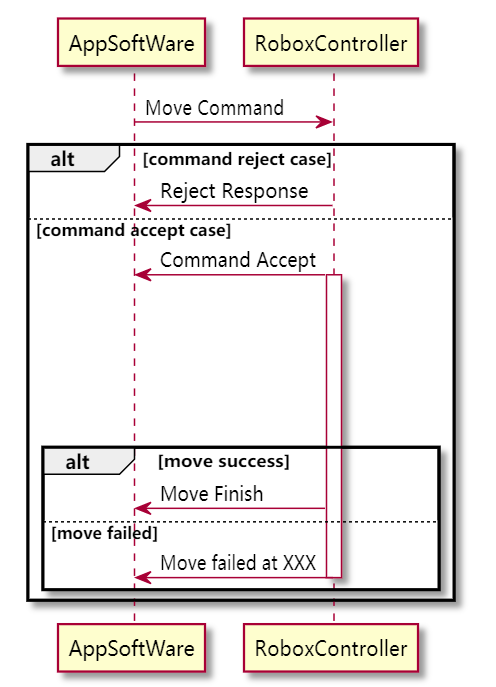 AppSoftWare
RoboxController
Move Command
alt
[command reject case]
Reject Response
[command accept case]
Command Accept
alt
[move success]
Move Finish
[move failed]
Move failed at XXX
AppSoftWare
RoboxController